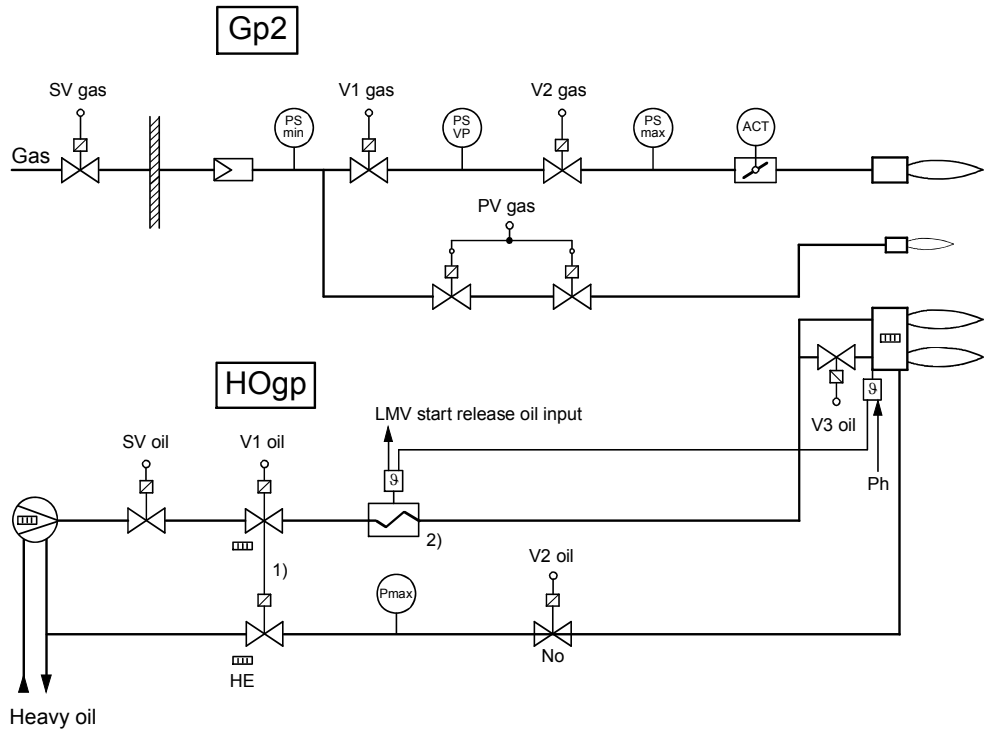 Gp2
SV gas
V1 gas
V2 gas
PS
min
PS
VP
PS
max
ACT
Gas
PV gas
HOgp
LMV start release oil input
V3 oil
SV oil
V1 oil
ϑ
ϑ
Ph
2)
1)
V2 oil
Pmax
No
HE
Heavy oil